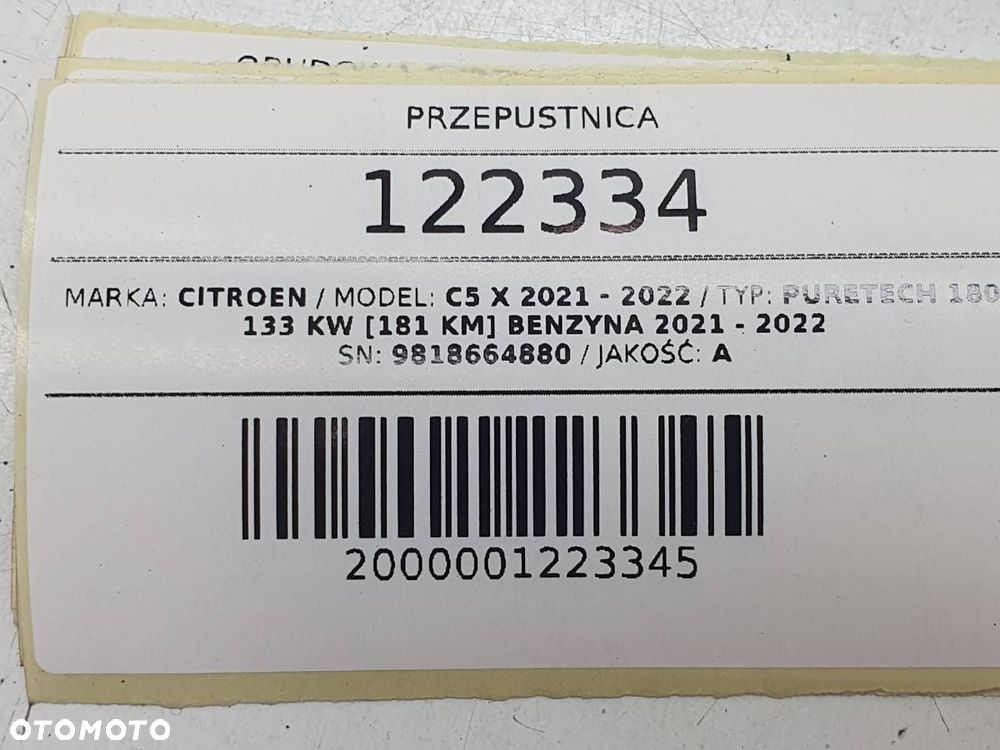 PRZEPUSTNICA
122334
MARKA: CITROEN / MODEL: C5 X 2021 - 2022 / TYP: PURETECH 180
133 KW [181 KM] BENZYNA 2021 - 2022
SN: 9818664880 / JAKOŚĆ: A
2000001223345
OTOMOTO